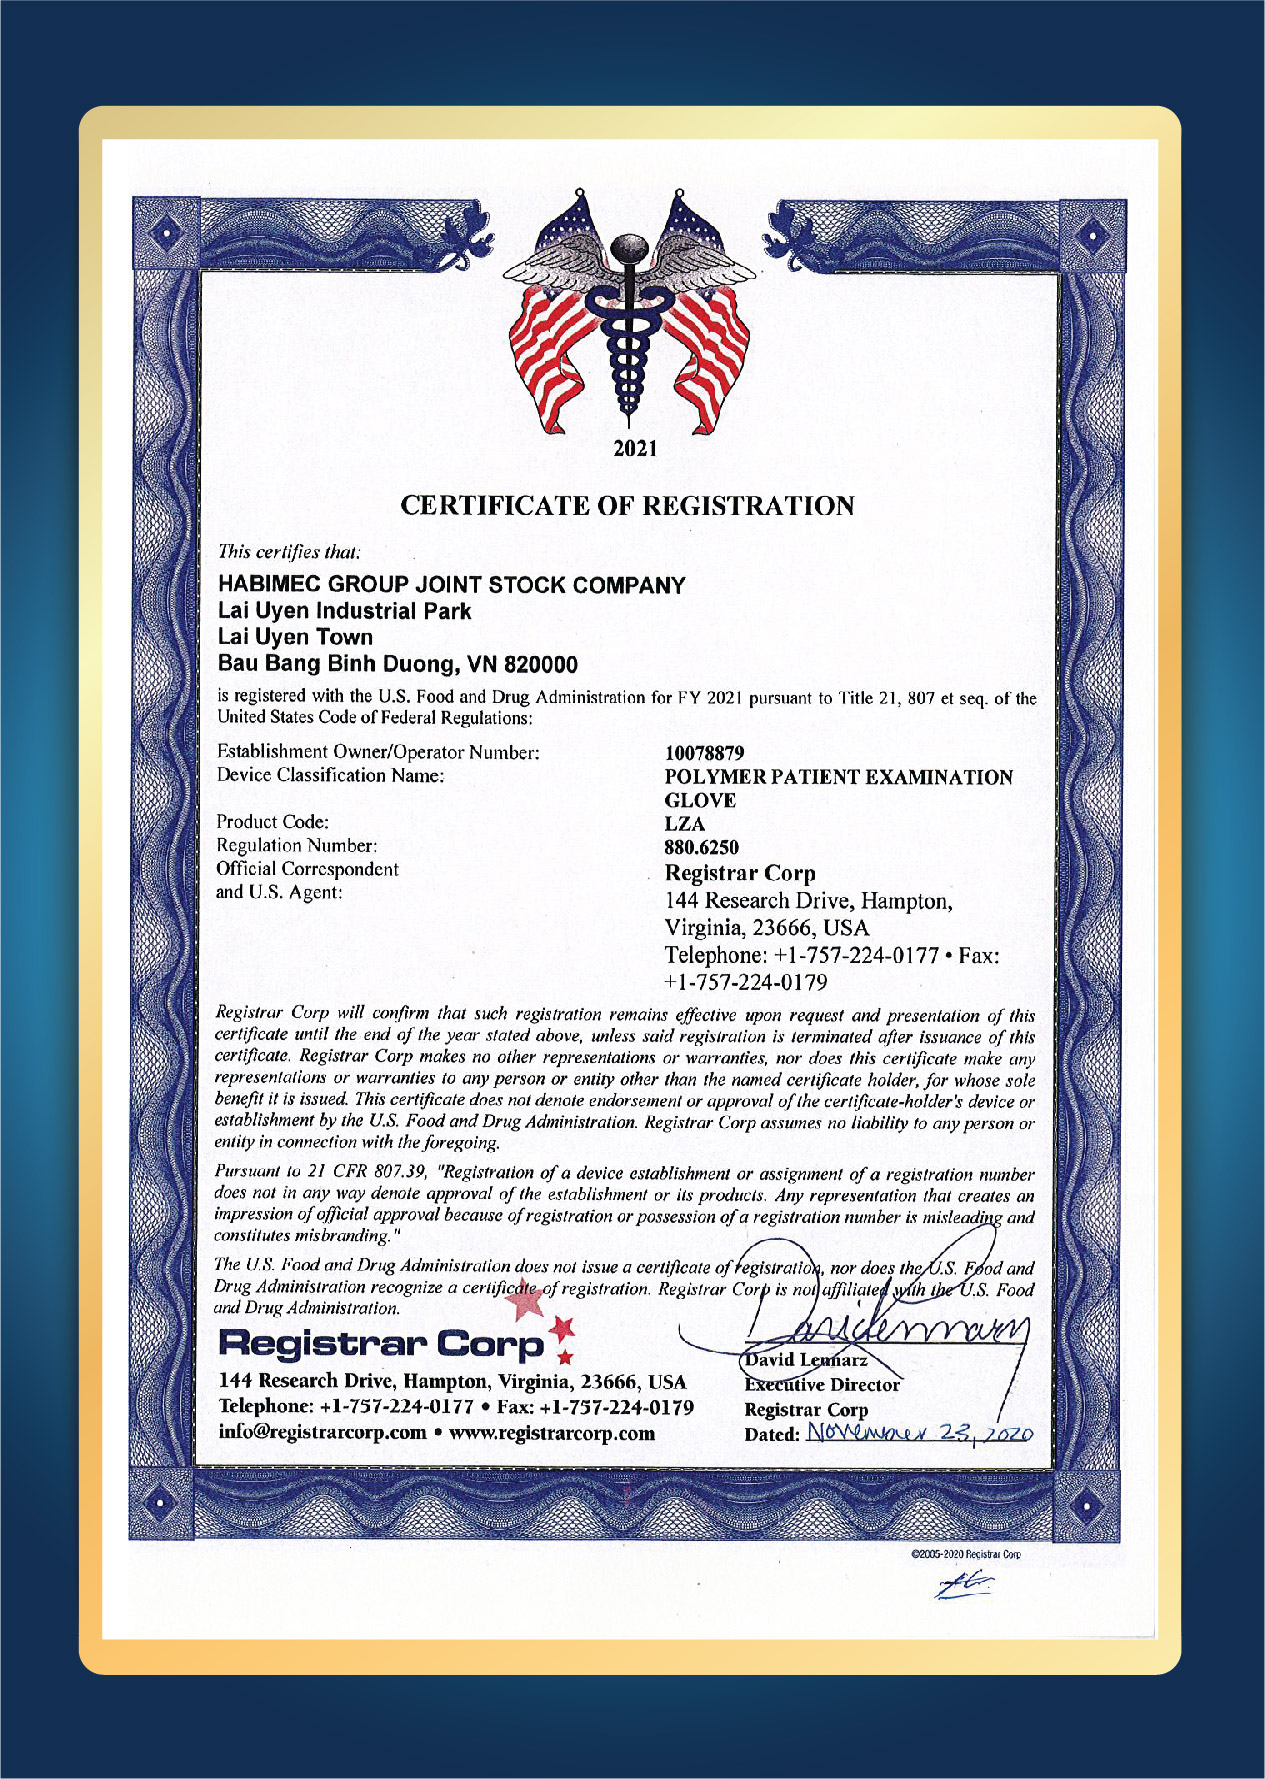 2021
CERTIFICATE OF REGISTRATION
This certifies that:
HABIMEC GROUP JOINT STOCK COMPANY
Lai Uyen Industrial Park
Lai Uyen Town
Bau Bang Binh Duong, VN 820000
is registered with the U.S. Food and Drug Administration for FY 2021 pursuant to Title 21, 807 et seq. of the
United States Code of Federal Regulations:
Establishment Owner/Operator Number: 10078879
Device Classification Name: POLYMER PATIENT EXAMINATION
GLOVE
Product Code: LZA
Regulation Number: 880.6250
Official Correspondent Registrar Corp
and U.S. Agent: 144 Research Drive, Hampton,
Virginia, 23666, USA
Telephone: +1-757-224-0177 • Fax:
+1-757-224-0179
Registrar Corp will confirm that such registration remains effective upon request and presentation of this
certificate until the end of the year stated above, unless said registration is terminated after issuance of this
certificate. Registrar Corp makes no other representations or warranties, nor does this certificate make any
representations or warranties to any person or entity other than the named certificate holder, for whose sole
benefit it is issued. This certificate does not denote endorsement or approval of the certificate-holder's device or
establishment by the U.S. Food and Drug Administration. Registrar Corp assumes no liability to any person or
entity in connection with the foregoing.
Pursuant to 21 CFR 807.39, "Registration of a device establishment or assignment of a registration number
does not in any way denote approval of the establishment or its products. Any representation that creates an
impression of official approval because of registration or possession of a registration number is misleading and
constitutes misbranding."
The U.S. Food and Drug Administration does not issue a certificate of registration, nor does the U.S. Food and
Drug Administration recognize a certificate of registration. Registrar Corp is not affiliated with the U.S. Food
and Drug Administration.
Registrar Corp
144 Research Drive, Hampton, Virginia, 23666, USA
Telephone: +1-757-224-0177 • Fax: +1-757-224-0179
info@registrarcorp.com • www.registrarcorp.com
David Lennarz
Executive Director
Registrar Corp
Dated: November 23, 2020
©2005-2020 Registrar Corp